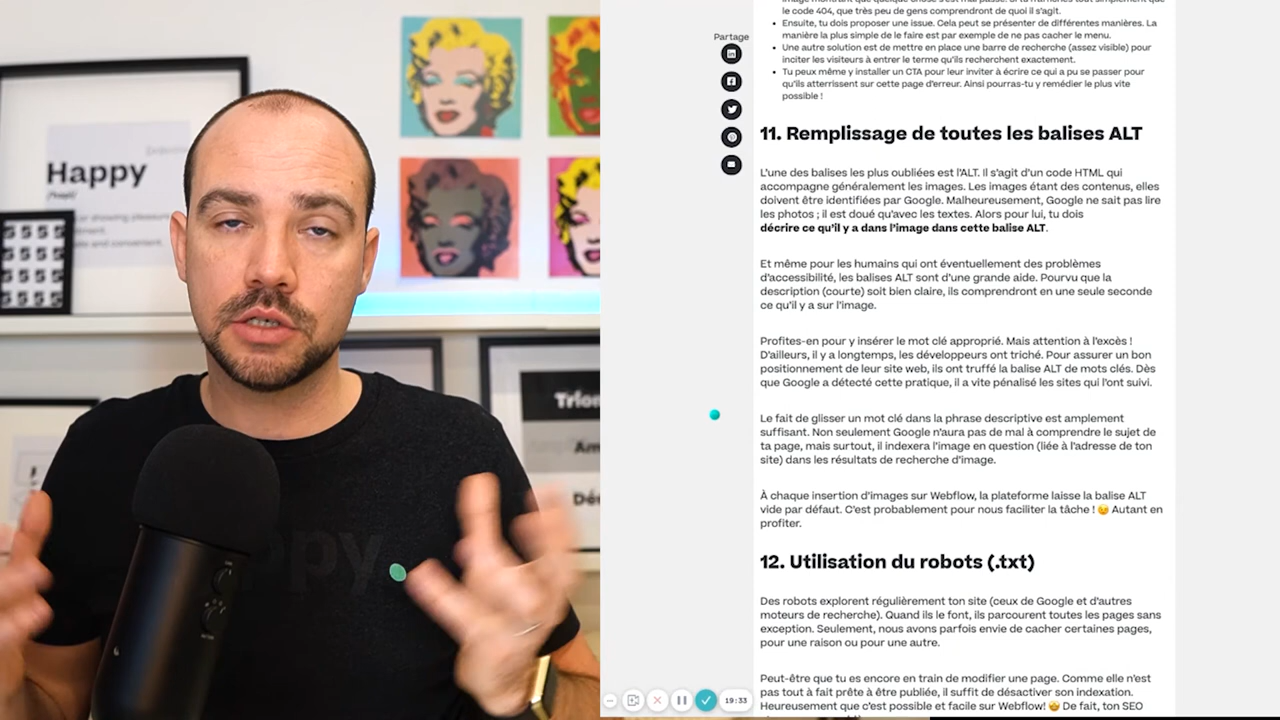 Happy
[noun]
or showing pleasure
and convenient.
ppy
Partage
le code 404, que très peu de gens comprendront de quoi il s'agit.
• Ensuite, tu dois proposer une issue. Cela peut se présenter de différentes manières. La
manière la plus simple de le faire est par exemple de ne pas cacher le menu.
• Une autre solution est de mettre en place une barre de recherche (assez visible) pour
inciter les visiteurs à entrer le terme qu'ils recherchent exactement.
• Tu peux même y installer un CTA pour leur inviter à écrire ce qui a pu se passer pour
qu'ils atterrissent sur cette page d'erreur. Ainsi pourras-tu y remédier le plus vite
possible !
11. Remplissage de toutes les balises ALT
L'une des balises les plus oubliées est l'ALT. Il s'agit d'un code HTML qui
accompagne généralement les images. Les images étant des contenus, elles
doivent être identifiées par Google. Malheureusement, Google ne sait pas lire
les photos ; il est doué qu'avec les textes. Alors pour lui, tu dois
décrire ce qu'il y a dans l'image dans cette balise ALT.
Et même pour les humains qui ont éventuellement des problèmes
d'accessibilité, les balises ALT sont d'une grande aide. Pourvu que la
description (courte) soit bien claire, ils comprendront en une seule seconde
ce qu'il y a sur l'image.
Profites-en pour y insérer le mot clé approprié. Mais attention à l'excès !
D'ailleurs, il y a longtemps, les développeurs ont triché. Pour assurer un bon
positionnement de leur site web, ils ont truffé la balise ALT de mots clés. Dès
que Google a détecté cette pratique, il a vite pénalisé les sites qui l'ont suivi.
Le fait de glisser un mot clé dans la phrase descriptive est amplement
suffisant. Non seulement Google n'aura pas de mal à comprendre le sujet de
ta page, mais surtout, il indexera l'image en question (liée à l'adresse de ton
site) dans les résultats de recherche d'image.
À chaque insertion d'images sur Webflow, la plateforme laisse la balise ALT
vide par défaut. C'est probablement pour nous faciliter la tâche ! 😉 Autant en
profiter.
12. Utilisation du robots (.txt)
Des robots explorent régulièrement ton site (ceux de Google et d'autres
moteurs de recherche). Quand ils le font, ils parcourent toutes les pages sans
exception. Seulement, nous avons parfois envie de cacher certaines pages,
pour une raison ou pour une autre.
Peut-être que tu es encore en train de modifier une page. Comme elle n'est
pas tout à fait prête à être publiée, il suffit de désactiver son indexation.
Heureusement que c'est possible et facile sur Webflow! 🤩 De fait, ton SEO
19:33